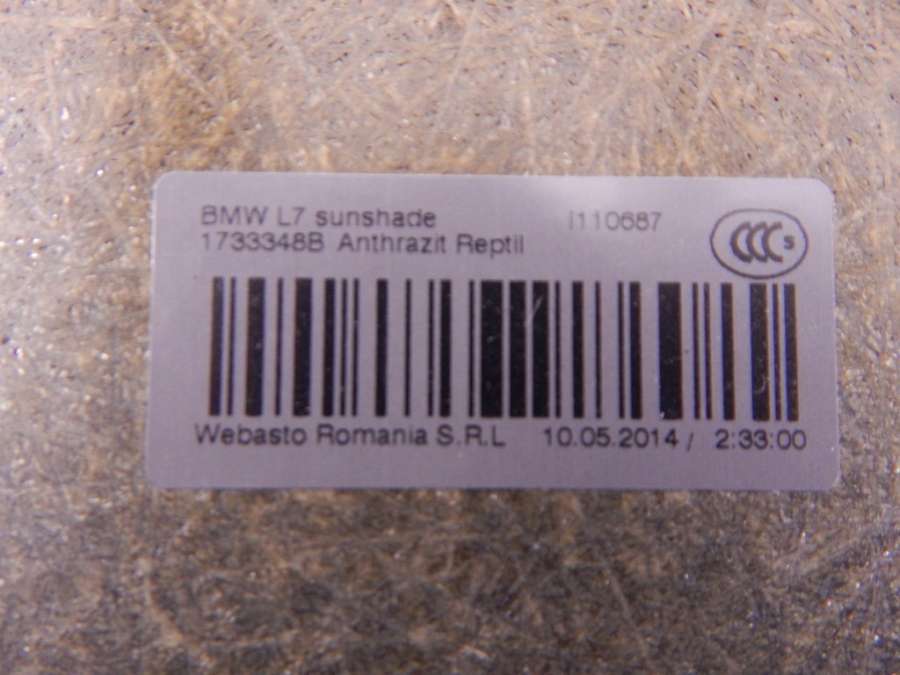 BMW L7 sunshade I110687
1733348B Anthrazit Reptil
CCC S
Webasto Romania S.R.L 10.05.2014 / 2:33:00